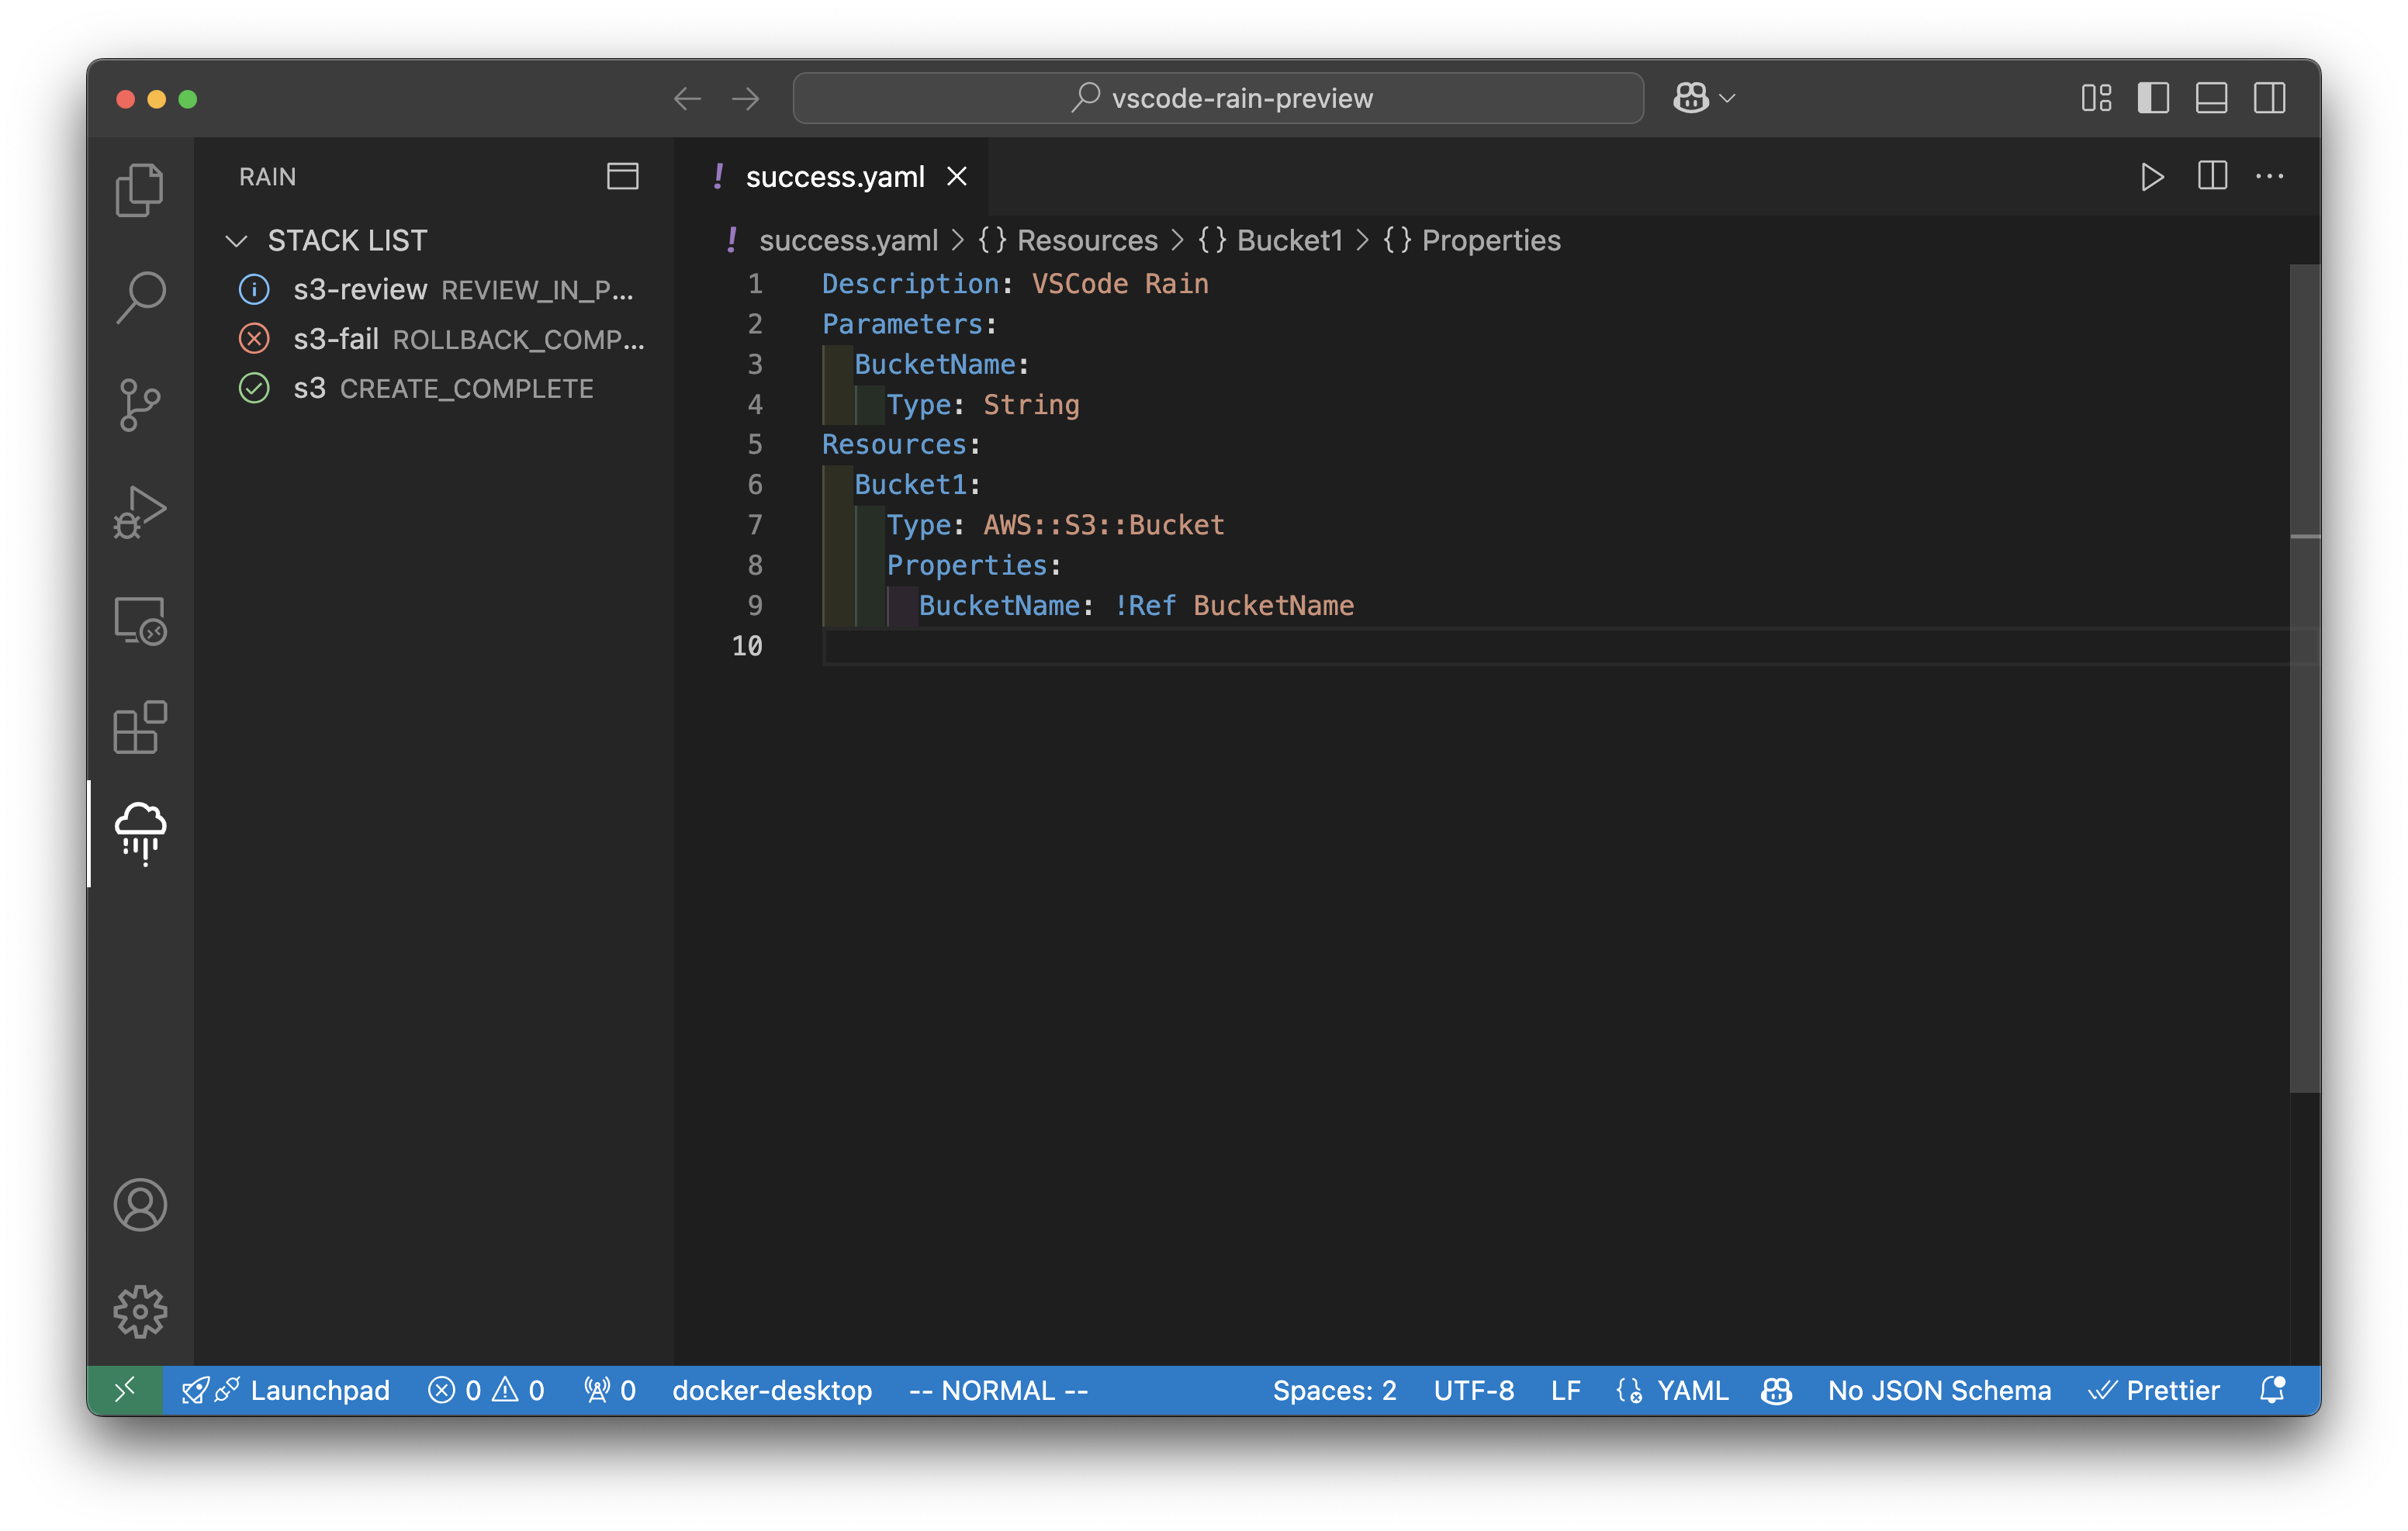 vscode-rain-preview
RAIN
STACK LIST
s3-review REVIEW_IN_P...
s3-fail ROLLBACK_COMP...
s3 CREATE_COMPLETE
! success.yaml
! success.yaml > {} Resources > {} Bucket1 > {} Properties
1 Description: VSCode Rain
2 Parameters:
3   BucketName:
4     Type: String
5 Resources:
6   Bucket1:
7     Type: AWS::S3::Bucket
8     Properties:
9       BucketName: !Ref BucketName
10
Launchpad 0 0 0 docker-desktop -- NORMAL -- Spaces: 2 UTF-8 LF YAML No JSON Schema Prettier